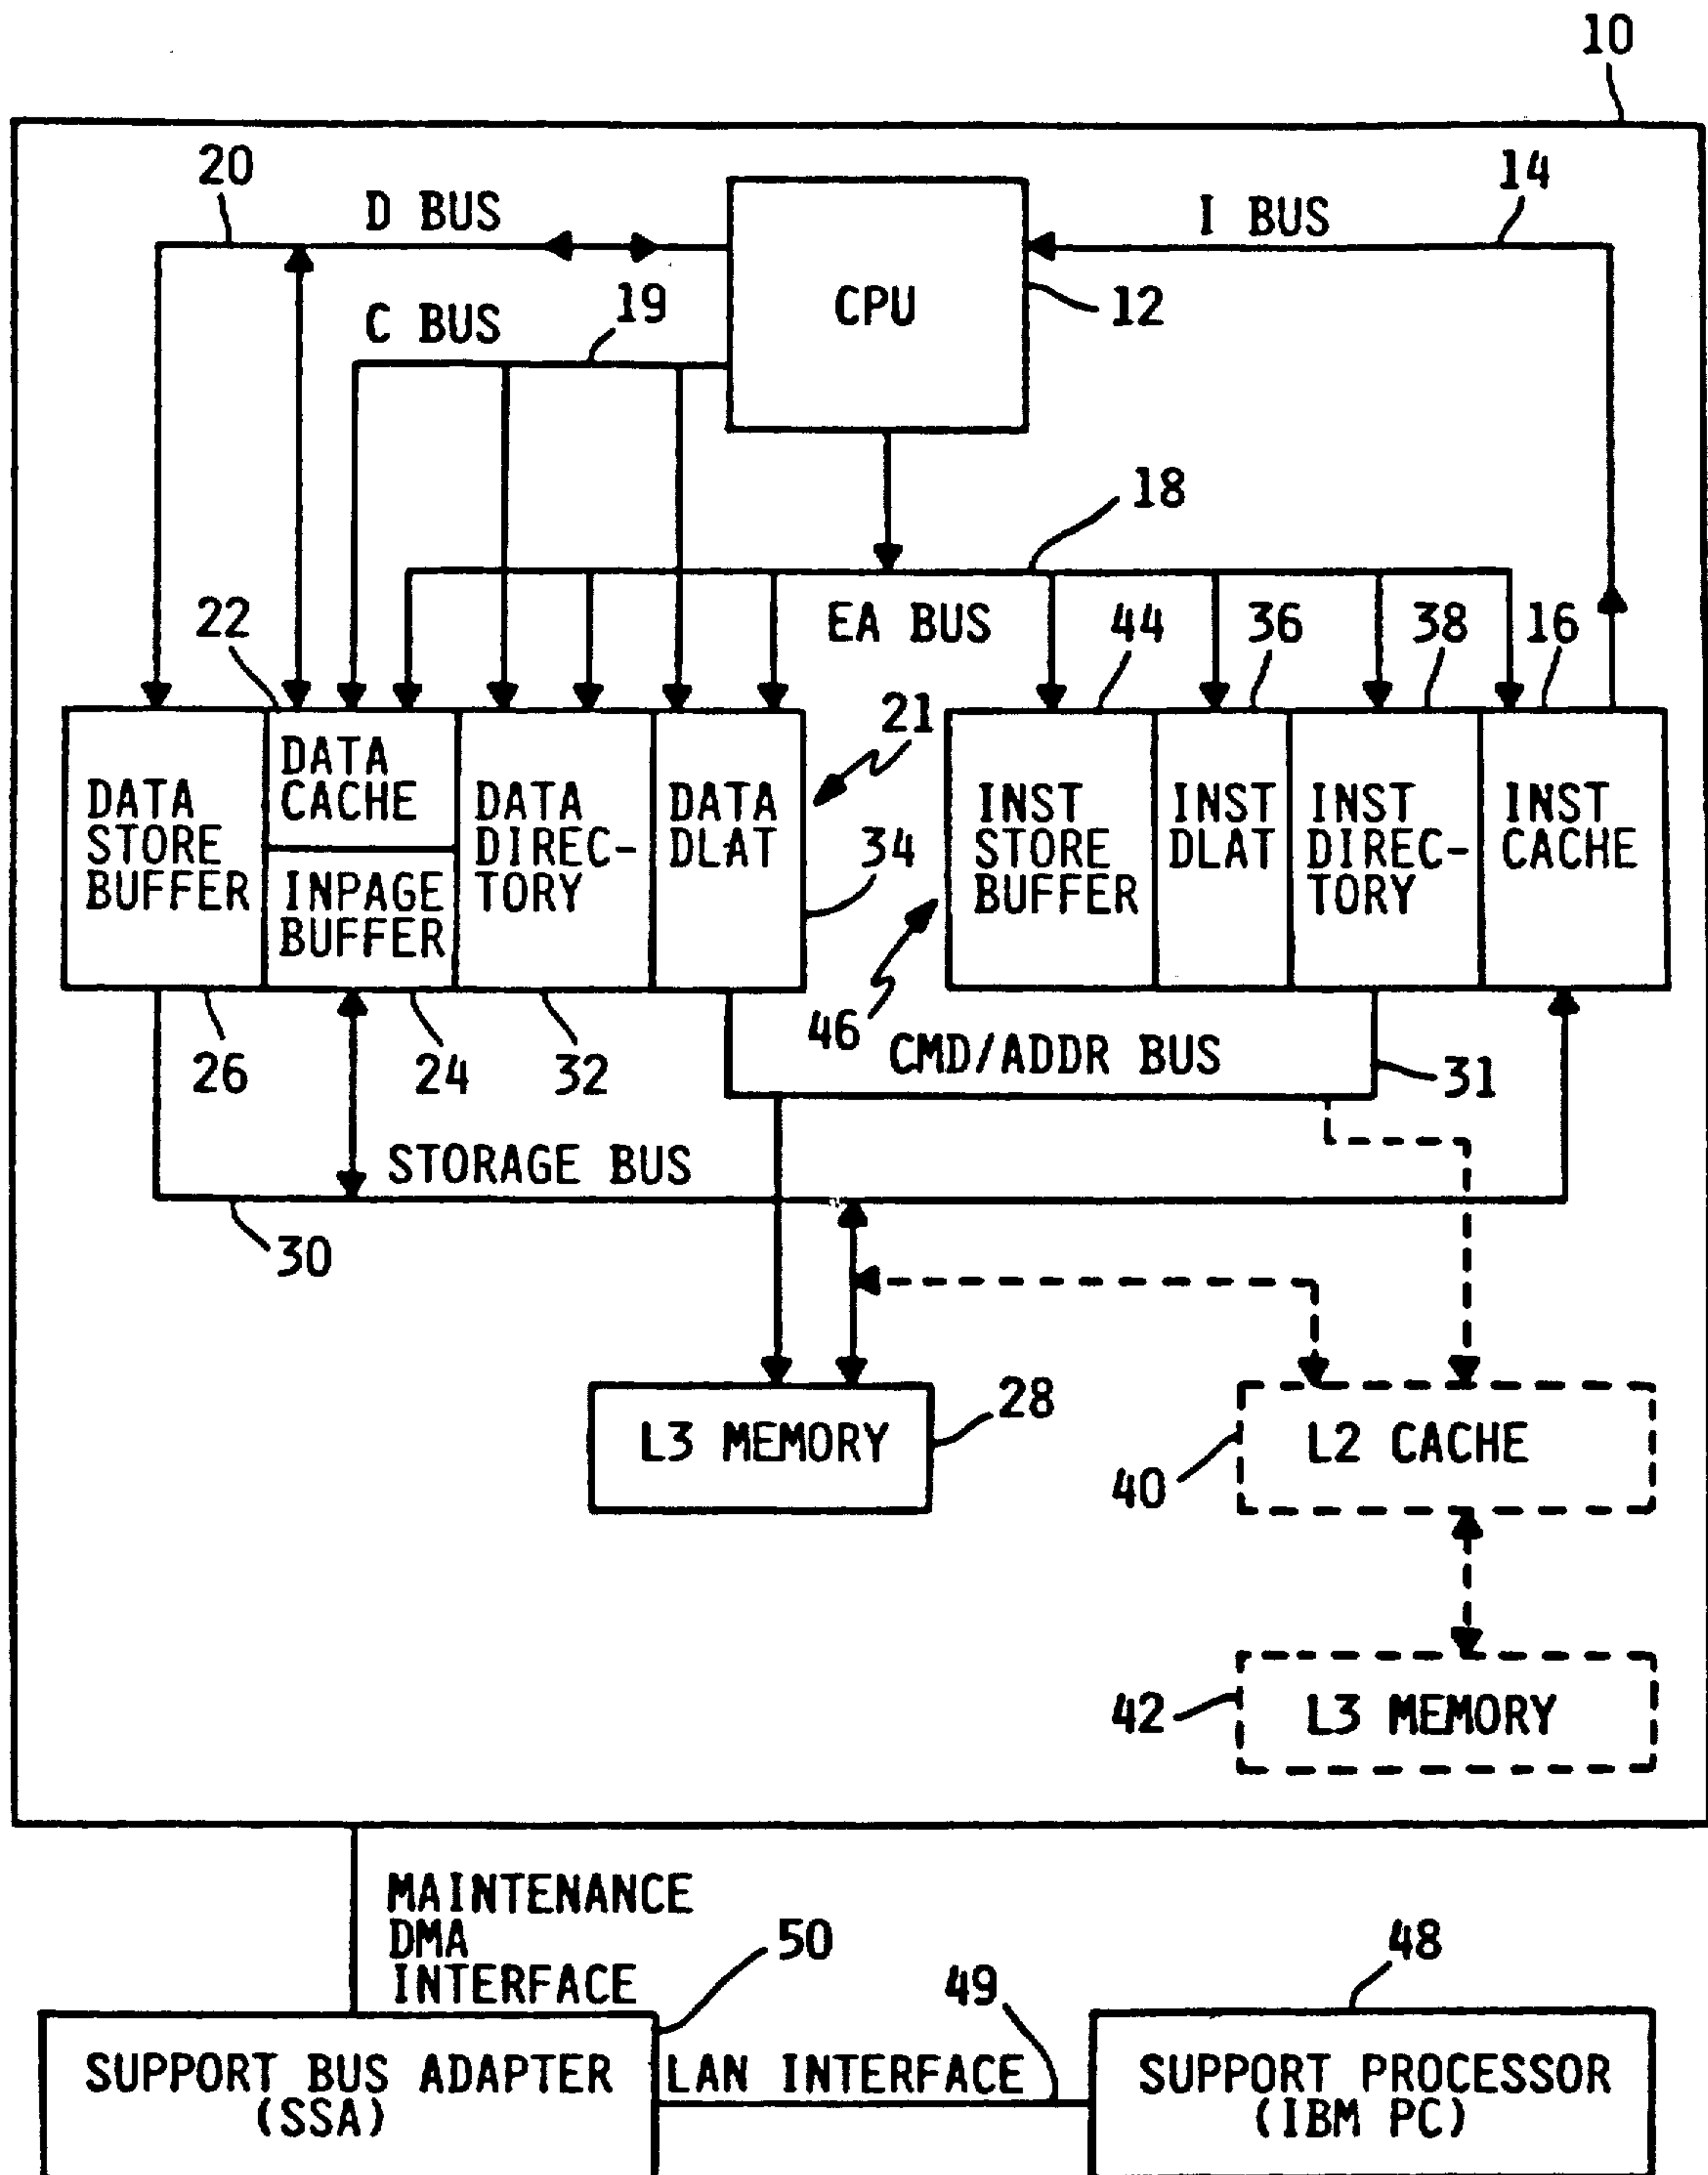 10
20
D BUS
I BUS
14
CPU
12
C BUS
19
18
EA BUS
22
44
36
38
16
21
DATA
STORE
BUFFER
DATA
CACHE
INPAGE
BUFFER
DATA
DIREC-
TORY
DATA
DLAT
34
INST
STORE
BUFFER
INST
DLAT
INST
DIREC-
TORY
INST
CACHE
26
24
32
46
CMD/ADDR BUS
31
STORAGE BUS
30
L3 MEMORY
28
L2 CACHE
40
42
L3 MEMORY
MAINTENANCE
DMA
INTERFACE
50
49
48
SUPPORT BUS ADAPTER
(SSA)
LAN INTERFACE
SUPPORT PROCESSOR
(IBM PC)